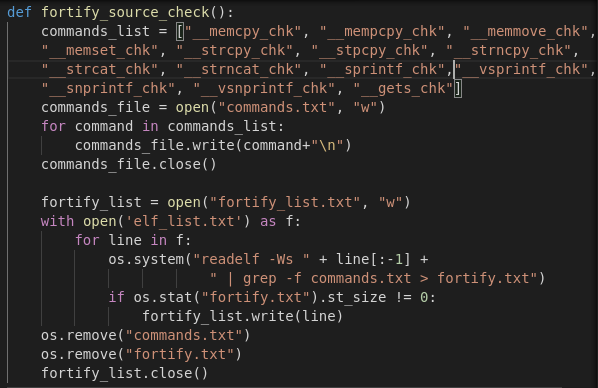 def fortify_source_check():
    commands_list = ["__memcpy_chk", "__mempcpy_chk", "__memmove_chk",
    "__memset_chk", "__strcpy_chk", "__stpcpy_chk", "__strncpy_chk",
    "__strcat_chk", "__strncat_chk", "__sprintf_chk","__vsprintf_chk",
    "__snprintf_chk", "__vsnprintf_chk", "__gets_chk"]
    commands_file = open("commands.txt", "w")
    for command in commands_list:
        commands_file.write(command+"\n")
    commands_file.close()

    fortify_list = open("fortify_list.txt", "w")
    with open('elf_list.txt') as f:
        for line in f:
            os.system("readelf -Ws " + line[:-1] +
                        " | grep -f commands.txt > fortify.txt")
            if os.stat("fortify.txt").st_size != 0:
                fortify_list.write(line)
    os.remove("commands.txt")
    os.remove("fortify.txt")
    fortify_list.close()